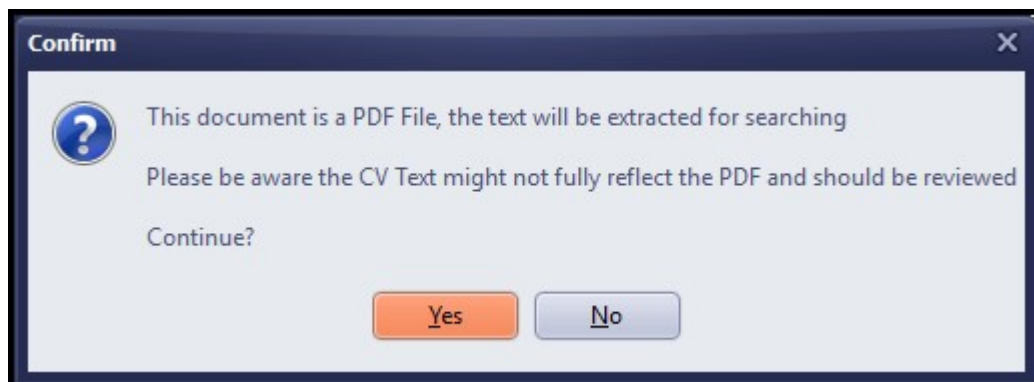 Confirm
This document is a PDF File, the text will be extracted for searching
Please be aware the CV Text might not fully reflect the PDF and should be reviewed
Continue?
Yes No